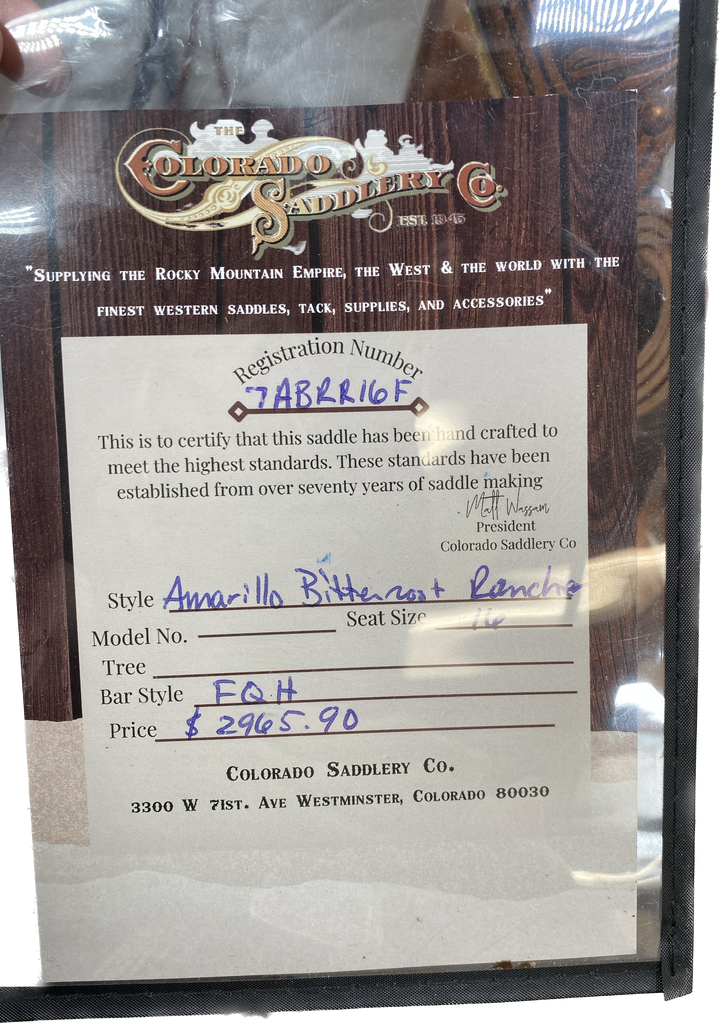 THE
COLORADO
SADDLERY CO.
EST. 1945
"SUPPLYING THE ROCKY MOUNTAIN EMPIRE, THE WEST & THE WORLD WITH THE
FINEST WESTERN SADDLES, TACK, SUPPLIES, AND ACCESSORIES"
Registration Number
7ABRR16F
This is to certify that this saddle has been hand crafted to
meet the highest standards. These standards have been
established from over seventy years of saddle making
Matt Wassam
President
Colorado Saddlery Co
Style Amarillo Bitterroot Rancher
Model No. Seat Size 16
Tree
Bar Style FQH
Price $ 2965.90
COLORADO SADDLERY CO.
3300 W 71ST. AVE WESTMINSTER, COLORADO 80030